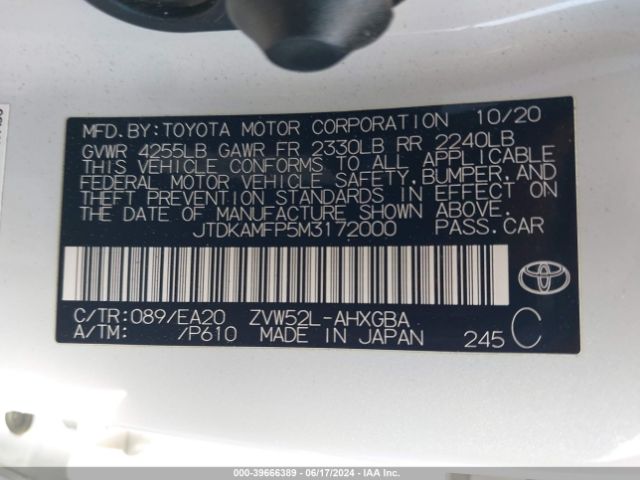 MFD.BY:TOYOTA MOTOR CORPORATION 10/20
GVWR 4255LB GAWR FR 2330LB RR 2240LB
THIS VEHICLE CONFORMS TO ALL APPLICABLE
FEDERAL MOTOR VEHICLE SAFETY,BUMPER,AND
THEFT PREVENTION STANDARDS IN EFFECT ON
THE DATE OF MANUFACTURE SHOWN ABOVE.
JTDKAMFP5M3172000 PASS.CAR
C/TR:089/EA20 ZVW52L-AHXGBA
A/TM: /P610 MADE IN JAPAN 245 C
000-39666389 - 06/17/2024 - IAA Holdings, LLC.